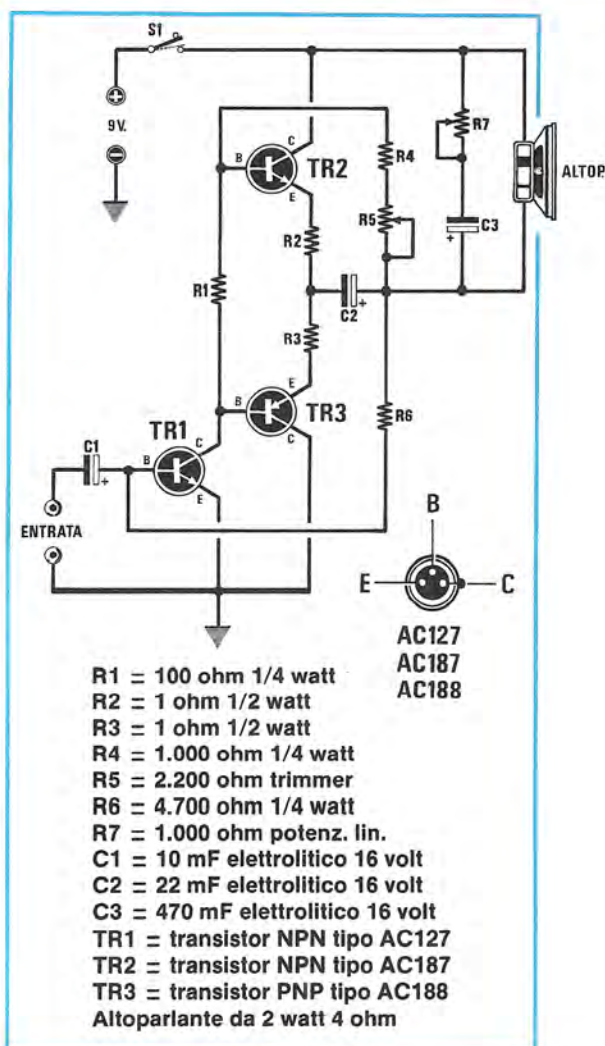 S1
9V.
C
B
TR2
E
R7
R4
ALTOP.
R5
C3
+
R2
R1
C2
+
R3
E
B
TR3
C
TR1
R6
C1
C
B
+
E
ENTRATA
B
E
C
AC127
AC187
AC188
R1 = 100 ohm 1/4 watt
R2 = 1 ohm 1/2 watt
R3 = 1 ohm 1/2 watt
R4 = 1.000 ohm 1/4 watt
R5 = 2.200 ohm trimmer
R6 = 4.700 ohm 1/4 watt
R7 = 1.000 ohm potenz. lin.
C1 = 10 mF elettrolitico 16 volt
C2 = 22 mF elettrolitico 16 volt
C3 = 470 mF elettrolitico 16 volt
TR1 = transistor NPN tipo AC127
TR2 = transistor NPN tipo AC187
TR3 = transistor PNP tipo AC188
Altoparlante da 2 watt 4 ohm